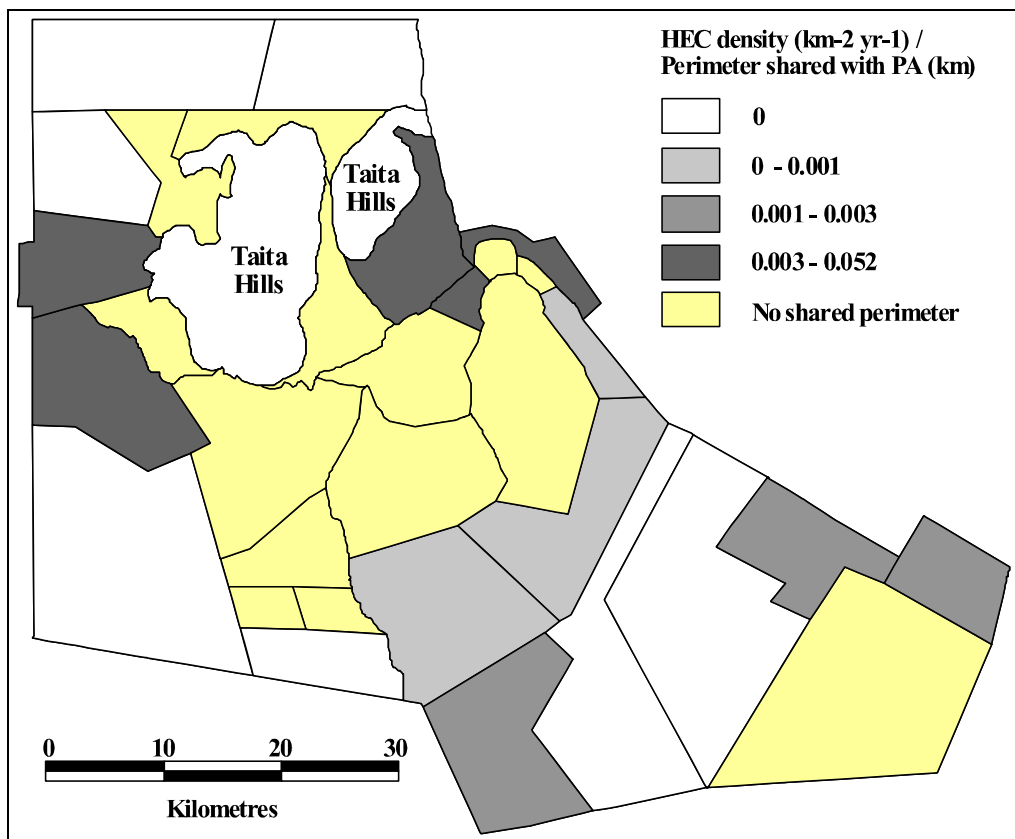 HEC density (km-2 yr-1) /
Perimeter shared with PA (km)
0
0 - 0.001
0.001 - 0.003
0.003 - 0.052
No shared perimeter
Taita
Hills
Taita
Hills
0 10 20 30
Kilometres